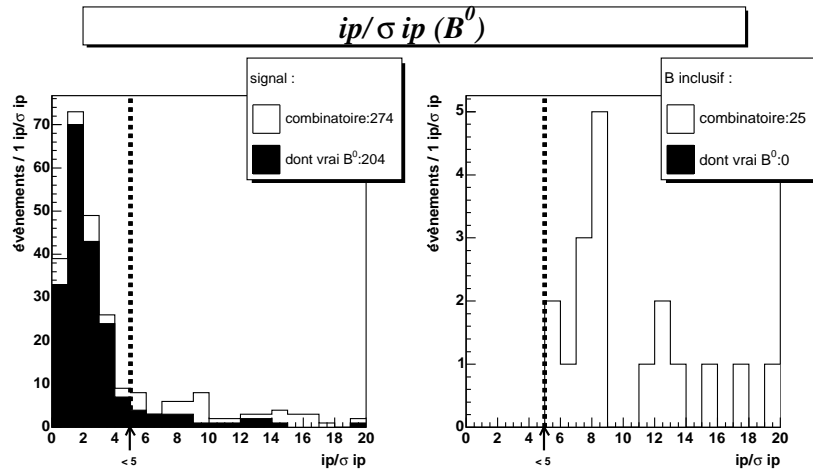 ip/σ ip (B⁰)
signal :
combinatoire:274
dont vrai B⁰:204
évènements / 1 ip/σ ip
70
60
50
40
30
20
10
0
0 2 4 6 8 10 12 14 16 18 20
< 5
ip/σ ip
B inclusif :
combinatoire:25
dont vrai B⁰:0
évènements / 1 ip/σ ip
5
4
3
2
1
0
0 2 4 6 8 10 12 14 16 18 20
< 5
ip/σ ip